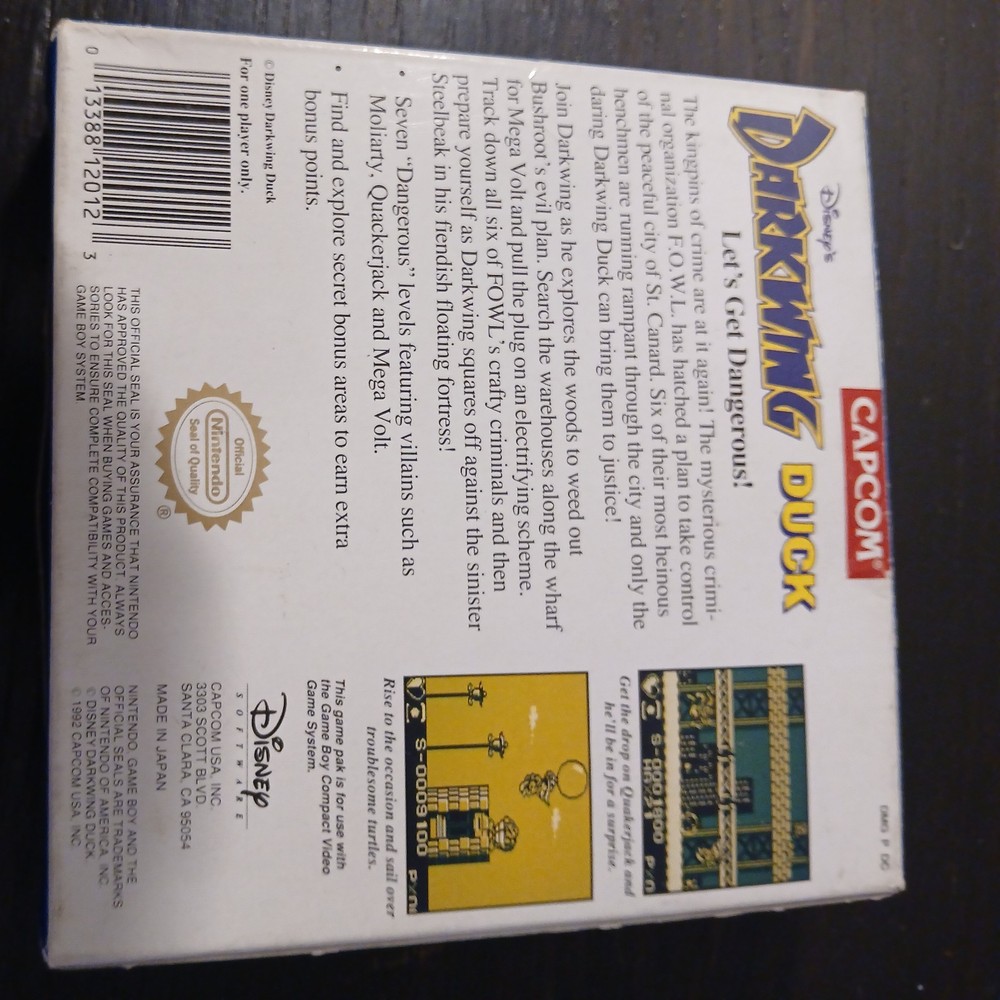 CAPCOM®
Disney's
DARKWING DUCK
Let's Get Dangerous!
The kingpins of crime are at it again! The mysterious crimi-
nal organization F.O.W.L. has hatched a plan to take control
of the peaceful city of St. Canard. Six of their most heinous
henchmen are running rampant through the city and only the
daring Darkwing Duck can bring them to justice!
Join Darkwing as he explores the woods to weed out
Bushroot's evil plan. Search the warehouses along the wharf
for Mega Volt and pull the plug on an electrifying scheme.
Track down all six of FOWL's crafty criminals and then
prepare yourself as Darkwing squares off against the sinister
Steelbeak in his fiendish floating fortress!
• Seven “Dangerous” levels featuring villains such as
Moliarty, Quackerjack and Mega Volt.
• Find and explore secret bonus areas to earn extra
bonus points.
© Disney Darkwing Duck
For one player only.
0 13388 12012 3
Official
Nintendo
Seal of Quality
®
THIS OFFICIAL SEAL IS YOUR ASSURANCE THAT NINTENDO
HAS APPROVED THE QUALITY OF THIS PRODUCT. ALWAYS
LOOK FOR THIS SEAL WHEN BUYING GAMES AND ACCES-
SORIES TO ENSURE COMPLETE COMPATIBILITY WITH YOUR
GAME BOY SYSTEM.
DMG P DC
S-0001800
Get the drop on Quakerjack and
he'll be in for a surprise.
S-0009100
Rise to the occasion and sail over
troublesome turtles.
This game pak is for use with
the Game Boy Compact Video
Game System.
DISNEY
SOFTWARE
CAPCOM USA, INC.
3303 SCOTT BLVD.
SANTA CLARA, CA 95054
MADE IN JAPAN
NINTENDO, GAME BOY AND THE
OFFICIAL SEALS ARE TRADEMARKS
OF NINTENDO OF AMERICA, INC.
© DISNEY DARKWING DUCK
© 1992 CAPCOM USA, INC.